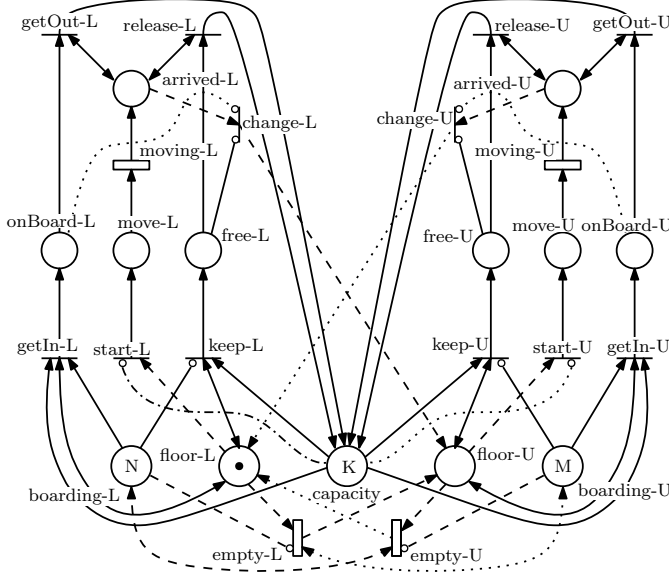 getOut-L
release-L
release-U
getOut-U
arrived-L
arrived-U
change-L
change-U
moving-L
moving-U
onBoard-L
move-L
free-L
free-U
move-U
onBoard-U
getIn-L
start-L
keep-L
keep-U
start-U
getIn-U
floor-L
floor-U
N
K
M
boarding-L
capacity
boarding-U
empty-L
empty-U